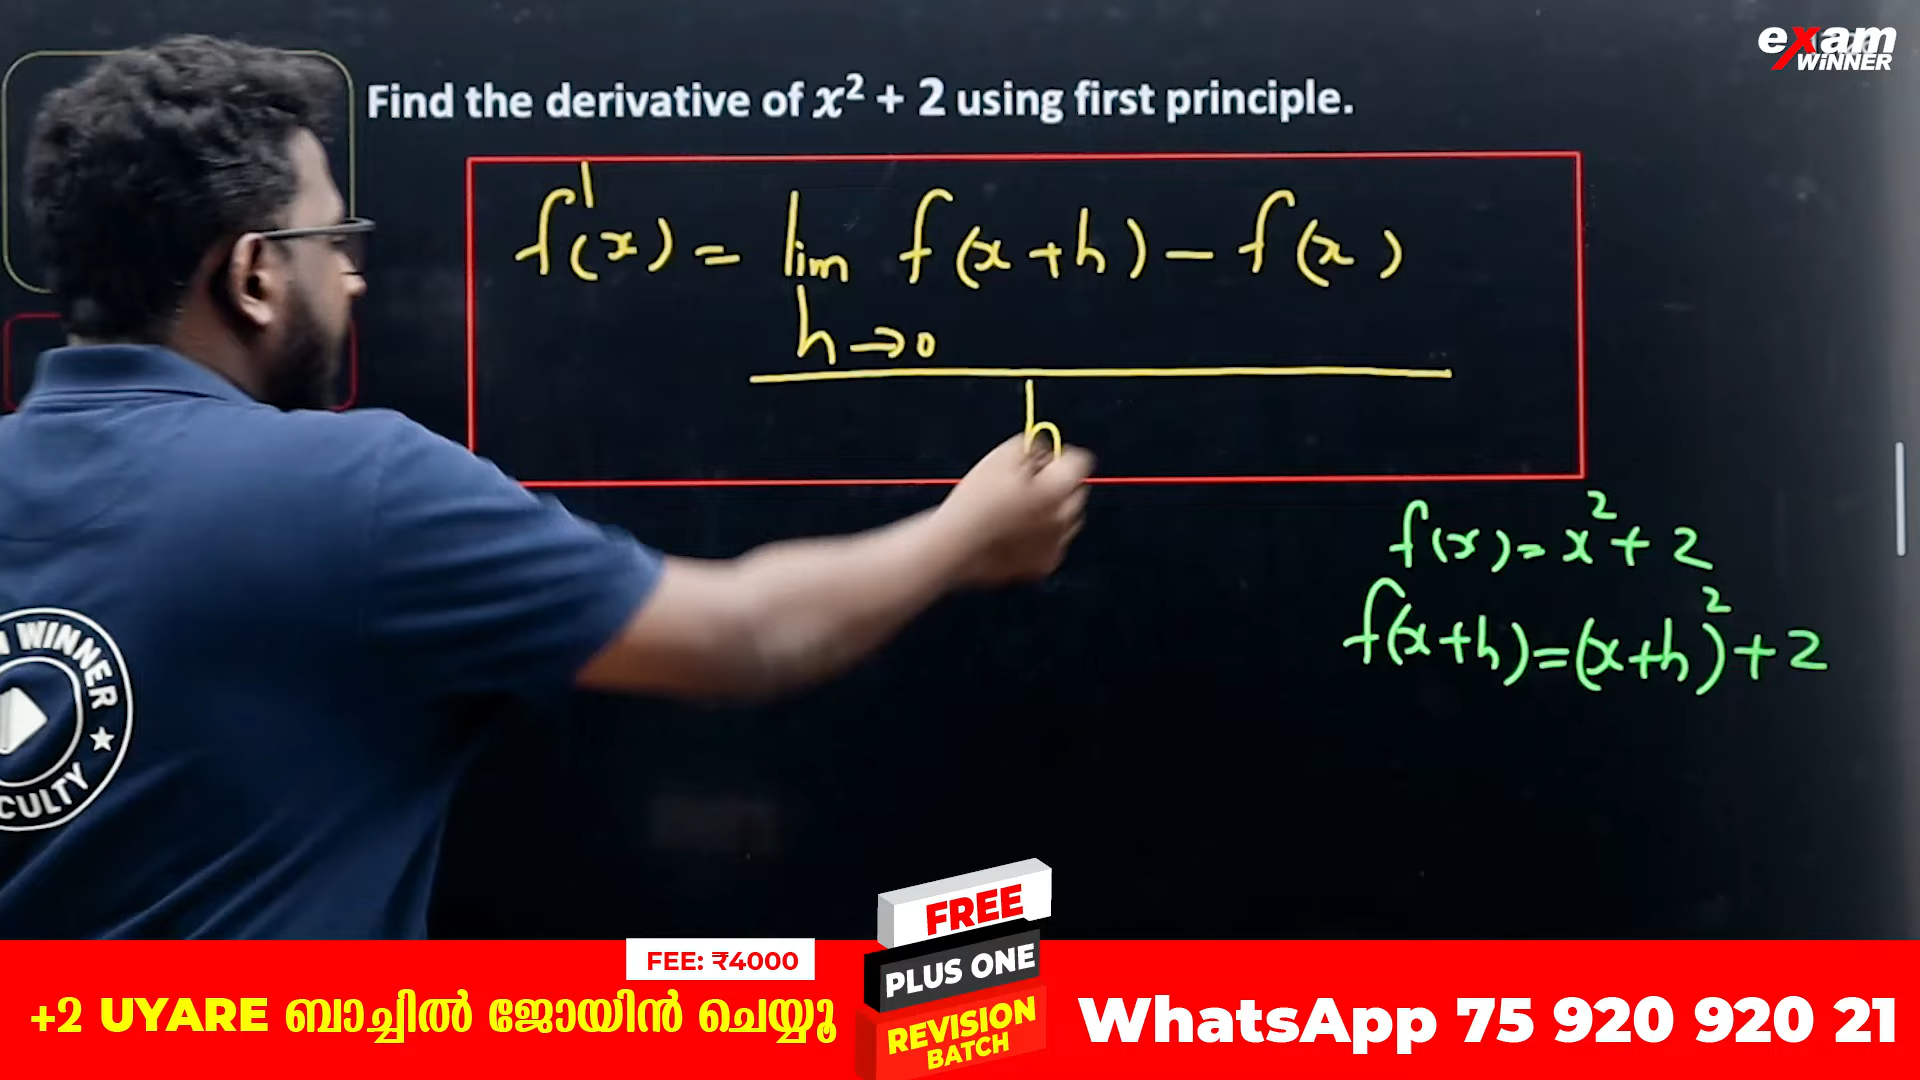 exam
WINNER
Find the derivative of x² + 2 using first principle.
f'(x) = lim f(x+h) - f(x)
h→0
h
f(x) = x² + 2
f(x+h) = (x+h)² + 2
WINNER
CULTY
FEE: ₹4000
+2 UYARE ബാച്ചിൽ ജോയിൻ ചെയ്യൂ
FREE
PLUS ONE
REVISION
BATCH
WhatsApp 75 920 920 21